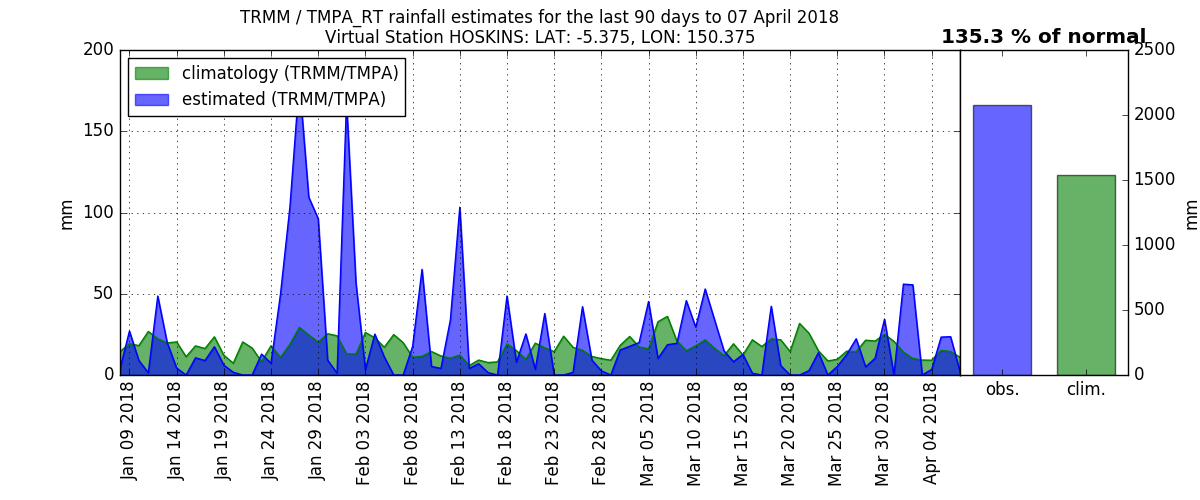 TRMM / TMPA_RT rainfall estimates for the last 90 days to 07 April 2018
Virtual Station HOSKINS: LAT: -5.375, LON: 150.375
135.3 % of normal
climatology (TRMM/TMPA)
estimated (TRMM/TMPA)
200
150
100
50
0
mm
2500
2000
1500
1000
500
0
mm
obs.
clim.
Jan 09 2018
Jan 14 2018
Jan 19 2018
Jan 24 2018
Jan 29 2018
Feb 03 2018
Feb 08 2018
Feb 13 2018
Feb 18 2018
Feb 23 2018
Feb 28 2018
Mar 05 2018
Mar 10 2018
Mar 15 2018
Mar 20 2018
Mar 25 2018
Mar 30 2018
Apr 04 2018